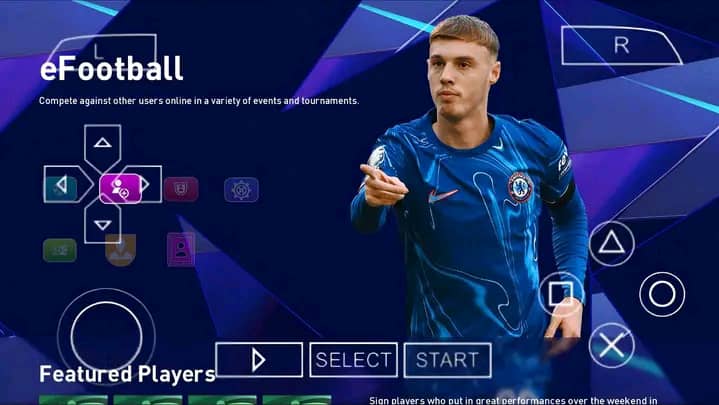 L
R
eFootball
Compete against other users online in a variety of events and tournaments.
SELECT
START
Featured Players
Sign players who put in great performances over the weekend in